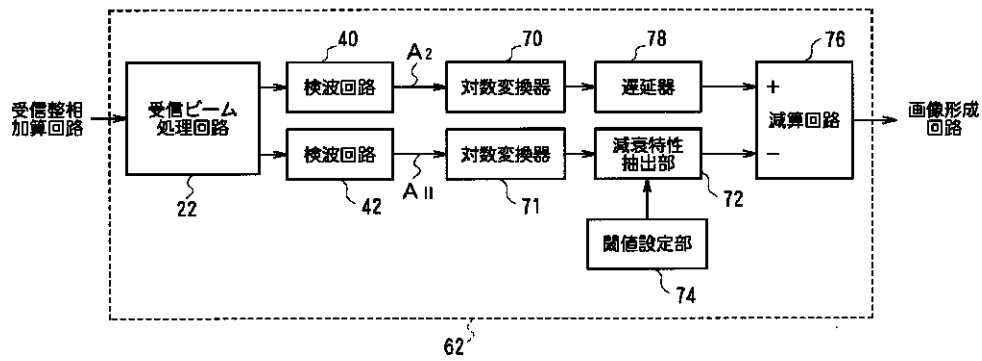 40
A2
70
78
76
受信整相
加算回路
受信ビーム
処理回路
検波回路
対数変換器
遅延器
+
減算回路
−
画像形成
回路
検波回路
対数変換器
減衰特性
抽出部
22
42
A11
71
72
閾値設定部
74
62